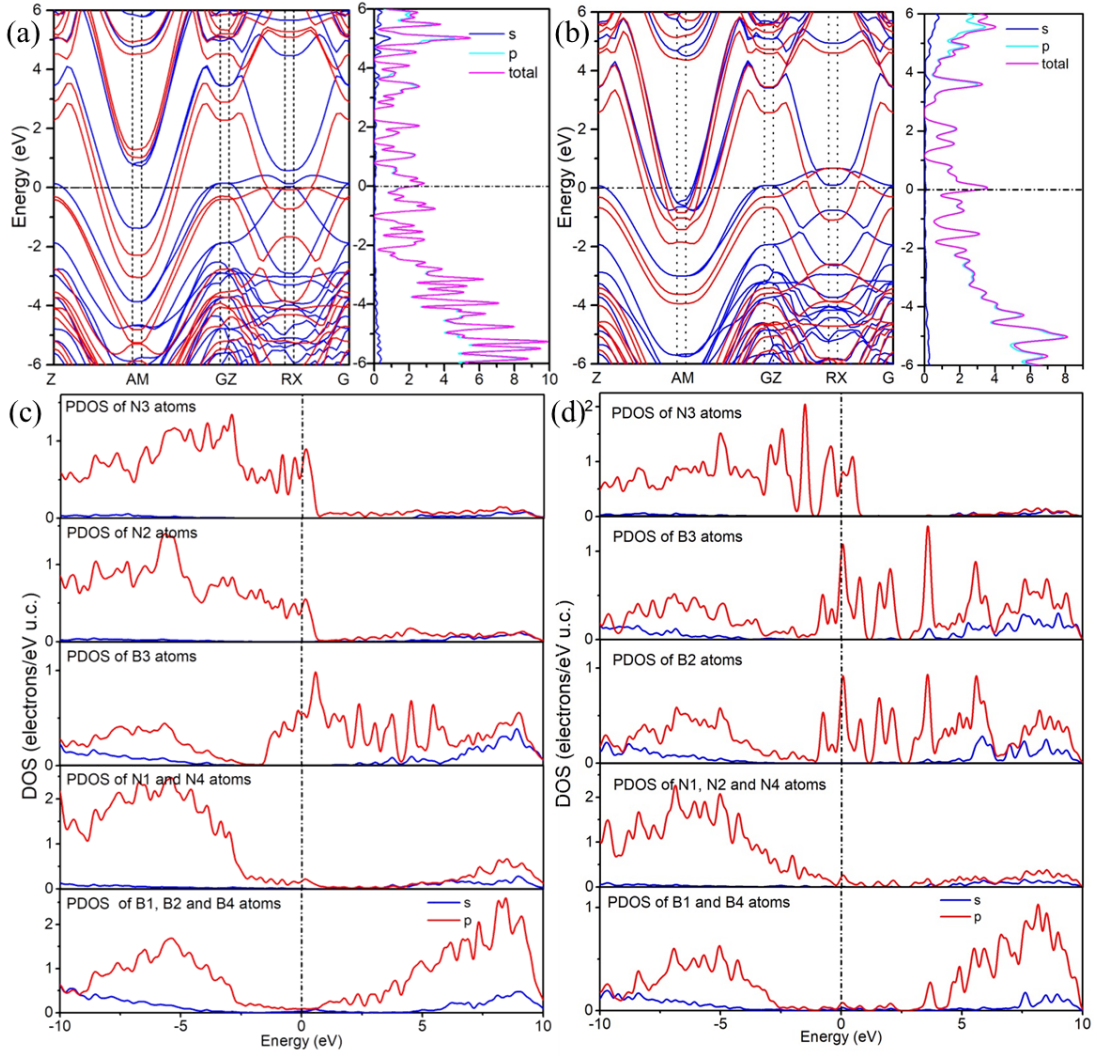 (a)
Energy (eV)
6
4
2
0
-2
-4
-6
Z AM GZ RX G
s
p
total
6
4
2
0
-2
-4
-6
0 2 4 6 8 10
(b)
Energy (eV)
6
4
2
0
-2
-4
-6
Z AM GZ RX G
s
p
total
6
4
2
0
-2
-4
-6
0 2 4 6 8
(c)
DOS (electrons/eV u.c.)
PDOS of N3 atoms
1
0
PDOS of N2 atoms
1
0
PDOS of B3 atoms
1
0
PDOS of N1 and N4 atoms
2
1
0
PDOS of B1, B2 and B4 atoms
s
p
2
1
0
-10 -5 0 5 10
Energy (eV)
(d)
DOS (electrons/eV u.c.)
PDOS of N3 atoms
2
1
0
PDOS of B3 atoms
1
0
PDOS of B2 atoms
1
0
PDOS of N1, N2 and N4 atoms
2
1
0
PDOS of B1 and B4 atoms
s
p
1
0
-10 -5 0 5 10
Energy (eV)